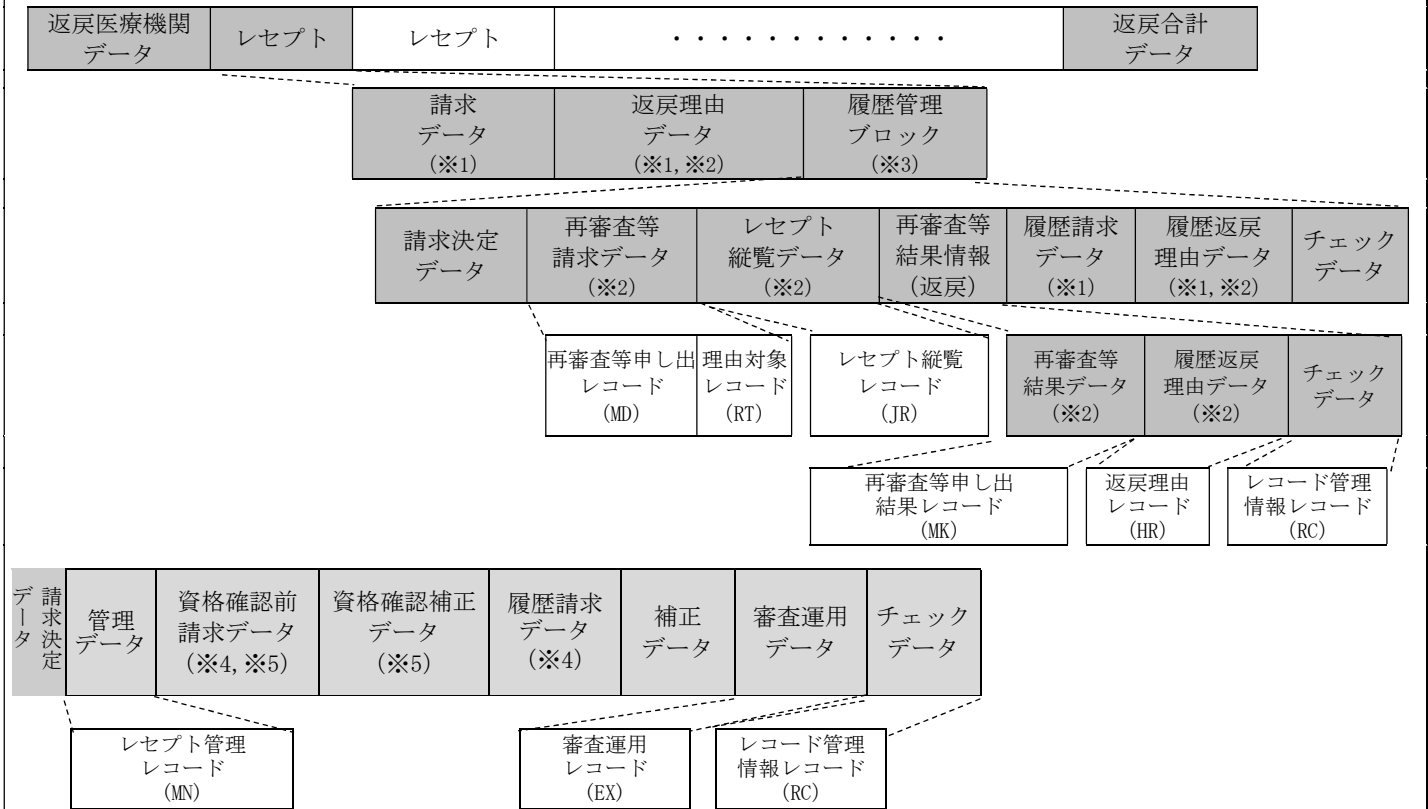 返戻医療機関
データ
レセプト
レセプト
・・・・・・・・・・・・
返戻合計
データ
請求
データ
(※1)
返戻理由
データ
(※1,※2)
履歴管理
ブロック
(※3)
請求決定
データ
再審査等
請求データ
(※2)
レセプト
縦覧データ
(※2)
再審査等
結果情報
(返戻)
履歴請求
データ
(※1)
履歴返戻
理由データ
(※1,※2)
チェック
データ
再審査等申し出
レコード
(MD)
理由対象
レコード
(RT)
レセプト縦覧
レコード
(JR)
再審査等
結果データ
(※2)
履歴返戻
理由データ
(※2)
チェック
データ
再審査等申し出
結果レコード
(MK)
返戻理由
レコード
(HR)
レコード管理
情報レコード
(RC)
請求決定
データ
管理
データ
資格確認前
請求データ
(※4,※5)
資格確認補正
データ
(※5)
履歴請求
データ
(※4)
補正
データ
審査運用
データ
チェック
データ
レセプト管理
レコード
(MN)
審査運用
レコード
(EX)
レコード管理
情報レコード
(RC)